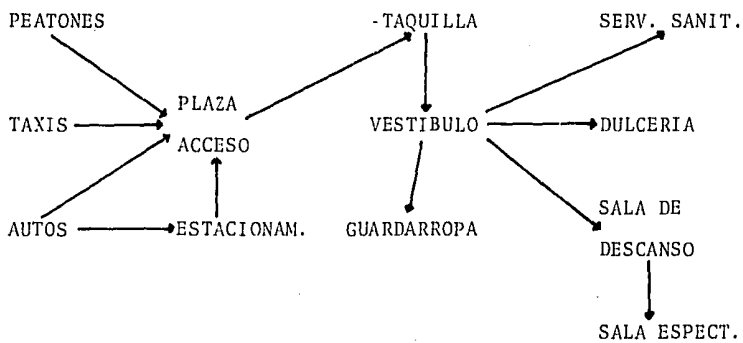 PEATONES
-TAQUILLA
SERV. SANIT.
PLAZA
ACCESO
TAXIS
VESTIBULO
DULCERIA
AUTOS
ESTACIONAM.
GUARDARROPA
SALA DE
DESCANSO
SALA ESPECT.